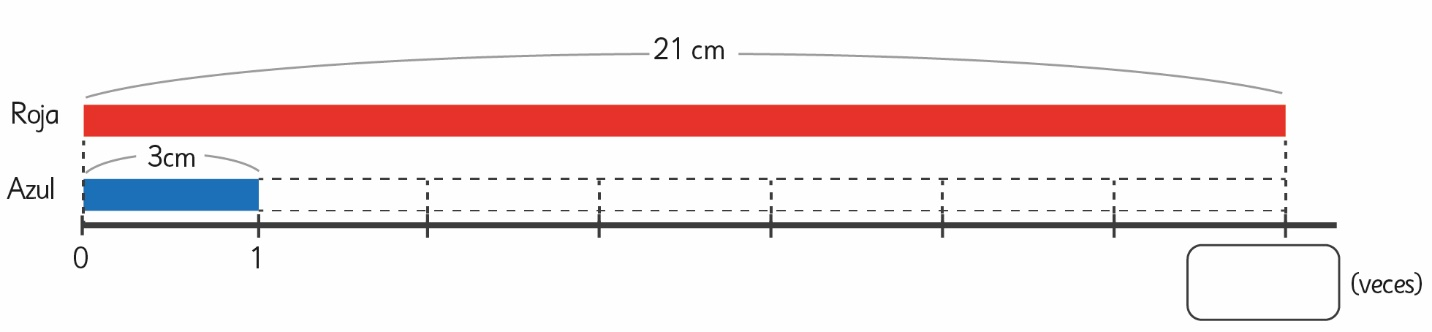 21 cm
Roja
3cm
Azul
0 1
(veces)